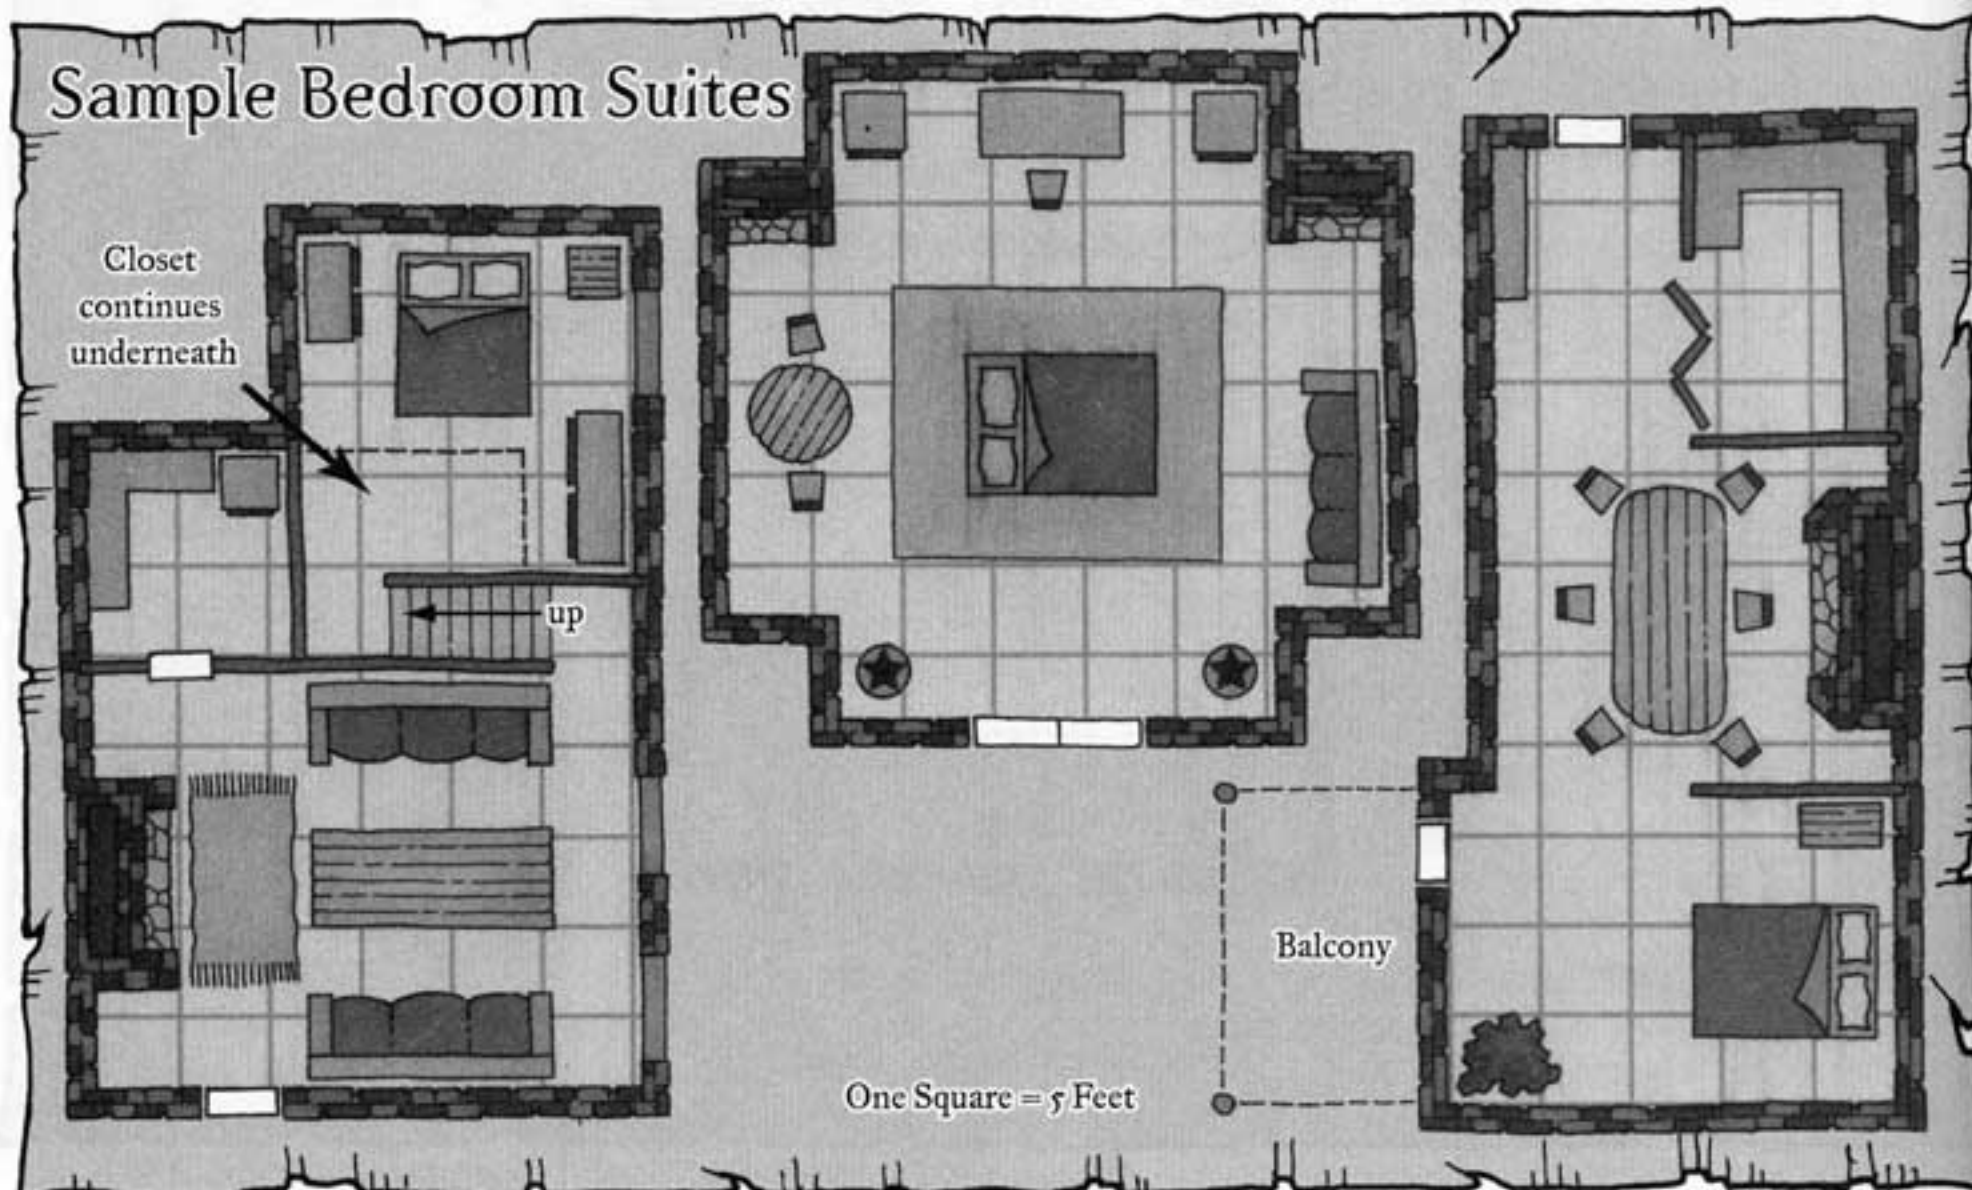 Sample Bedroom Suites
Closet
continues
underneath
up
Balcony
One Square = 5 Feet